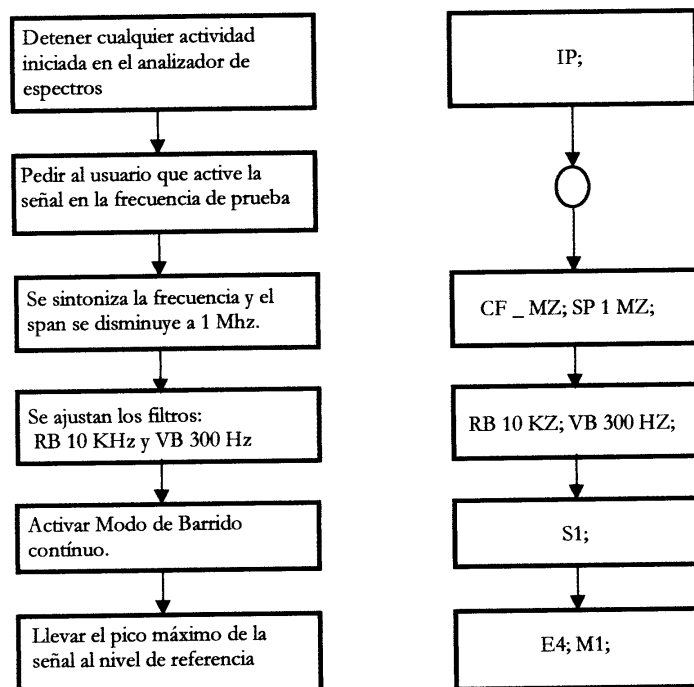 Detener cualquier actividad
iniciada en el analizador de
espectros
Pedir al usuario que active la
señal en la frecuencia de prueba
Se sintoniza la frecuencia y el
span se disminuye a 1 Mhz.
Se ajustan los filtros:
RB 10 KHz y VB 300 Hz
Activar Modo de Barrido
contínuo.
Llevar el pico máximo de la
señal al nivel de referencia
IP;
CF _ MZ; SP 1 MZ;
RB 10 KZ; VB 300 HZ;
S1;
E4; M1;